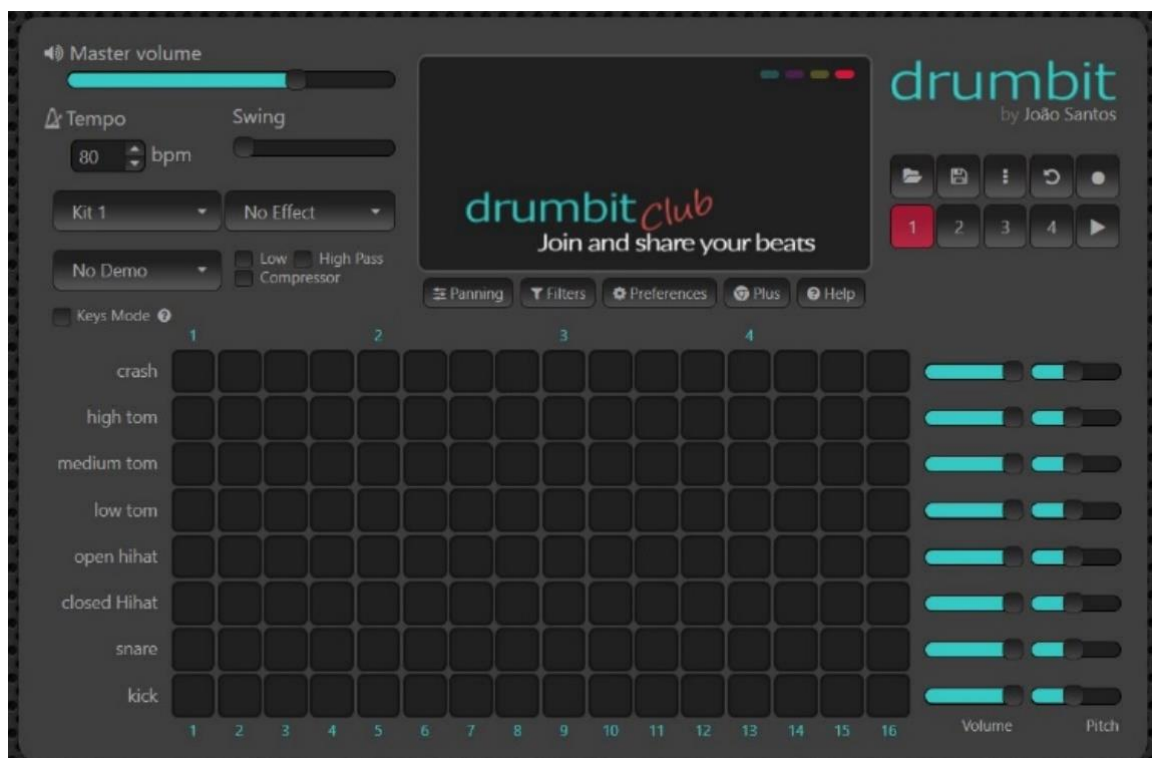 Master volume
Tempo
Swing
80 bpm
Kit 1
No Effect
No Demo
Low High Pass
Compressor
Keys Mode
drumbit Club
Join and share your beats
Panning Filters Preferences Plus Help
drumbit
by João Santos
1 2 3 4
1 2 3 4
crash
high tom
medium tom
low tom
open hihat
closed Hihat
snare
kick
1 2 3 4 5 6 7 8 9 10 11 12 13 14 15 16
Volume Pitch